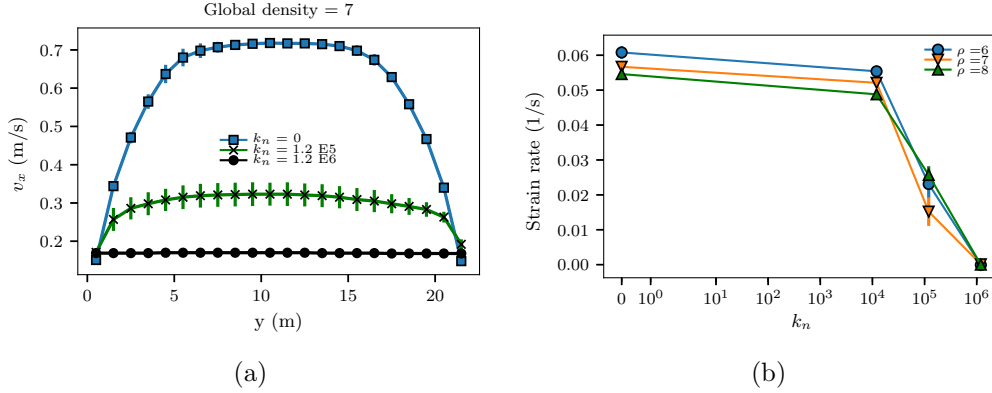 Global density = 7
0.7
0.6
0.5
0.4
0.3
0.2
v_x (m/s)
k_n = 0
k_n = 1.2 E5
k_n = 1.2 E6
0 5 10 15 20
y (m)
(a)
0.06
0.05
0.04
0.03
0.02
0.01
0.00
Strain rate (1/s)
ρ =6
ρ =7
ρ =8
0 10^0 10^1 10^2 10^3 10^4 10^5 10^6
k_n
(b)